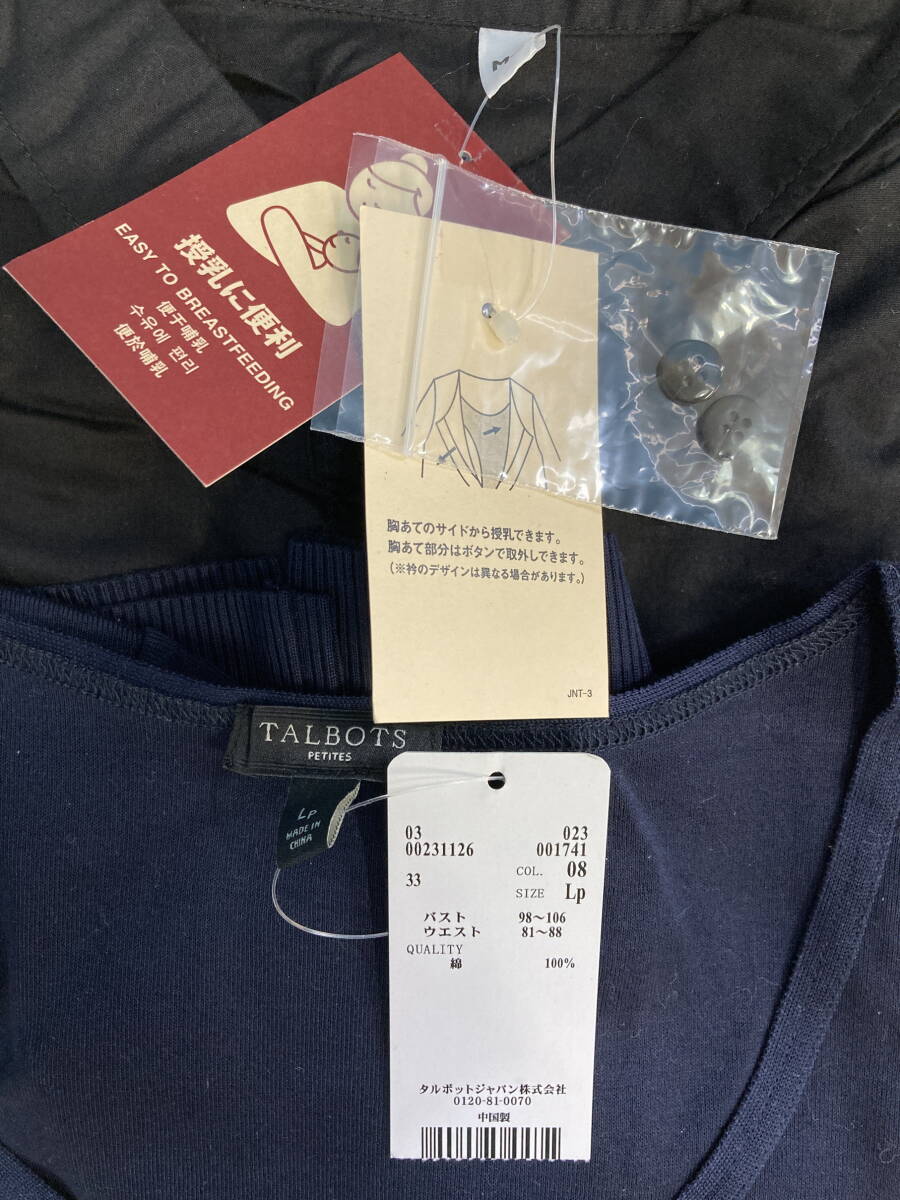 M
授乳に便利
EASY TO BREASTFEEDING
便于哺乳
수유에 편리
便於哺乳
胸あてのサイドから授乳できます。
胸あて部分はボタンで取外しできます。
(※衿のデザインは異なる場合があります。)
JNT-3
TALBOTS
PETITES
LP
MADE IN
CHINA
03 023
00231126 001741
COL. 08
33
SIZE Lp
バスト 98〜106
ウエスト 81〜88
QUALITY
綿 100%
タルボットジャパン株式会社
0120-81-0070
中国製